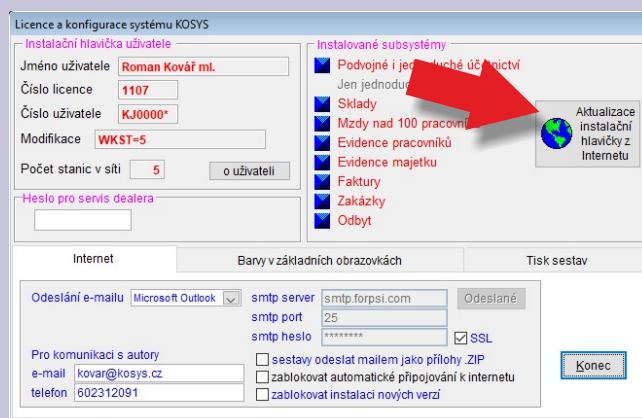 Licence a konfigurace systému KOSYS
Instalační hlavička uživatele
Jméno uživatele Roman Kovář ml.
Číslo licence 1107
Číslo uživatele KJ0000*
Modifikace WKST=5
Počet stanic v síti 5 o uživateli
Heslo pro servis dealera
Instalované subsystémy
Podvojné i jednoduché účetnictví
Jen
Sklady
Mzdy nad 100
Evidence pracovníků
Evidence majetku
Faktury
Zakázky
Odbyt
Aktualizace
instalační
hlavičky z
Internetu
Internet Barvy v základních obrazovkách Tisk sestav
Odeslání e-mailu Microsoft Outlook
smtp server smtp.forpsi.com Odeslané
smtp port 25
smtp heslo ******** SSL
Pro komunikaci s autory
e-mail kovar@kosys.cz
telefon 602312091
sestavy odeslat mailem jako přílohy .ZIP
zablokovat automatické připojování k internetu
zablokovat instalaci nových verzí
Konec